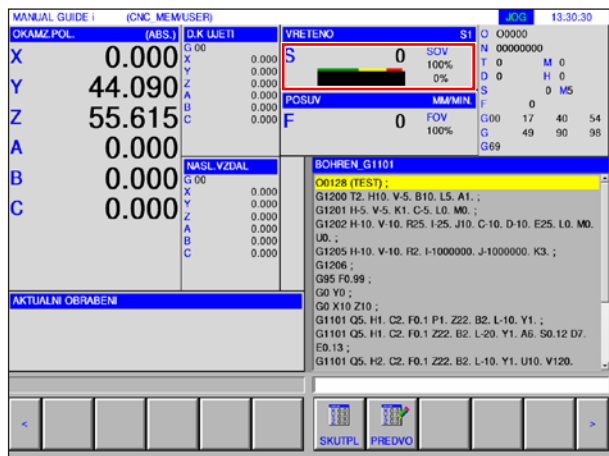 MANUAL GUIDE i (CNC_MEM/USER) JOG 13:30:30
OKAMZ.POL. (ABS.)
X 0.000
Y 44.090
Z 55.615
A 0.000
B 0.000
C 0.000
D.K UJETI
G 00
X 0.000
Y 0.000
Z 0.000
A 0.000
B 0.000
C 0.000
NASL.VZDAL
G 00
X 0.000
Y 0.000
Z 0.000
A 0.000
B 0.000
C 0.000
VRETENO S1
S 0 SOV
100%
0%
POSUV MM/MIN.
F 0 FOV
100%
O O0000
N 00000000
T 0 M 0
D 0 H 0
S 0 M5
F 0
G00 17 40 54
G 49 90 98
G69
BOHREN_G1101
O0128 (TEST) ;
G1200 T2. H10. V-5. B10. L5. A1. ;
G1201 H-5. V-5. K1. C-5. L0. M0. ;
G1202 H-10. V-10. R25. I-25. J10. C-10. D-10. E25. L0. M0.
U0. ;
G1205 H-10. V-10. R2. I-1000000. J-1000000. K3. ;
G1206 ;
G95 F0.99 ;
G0 Y0 ;
G0 X10 Z10 ;
G1101 Q5. H1. C2. F0.1 P1. Z22. B2. L-10. Y1. ;
G1101 Q5. H1. C2. F0.1 Z22. B2. L-20. Y1. A6. S0.12 D7.
E0.13 ;
G1101 Q5. H2. C2. F0.1 Z22. B2. L-10. Y1. U10. V120.
AKTUALNI OBRABENI
< SKUTPL PREDVO >